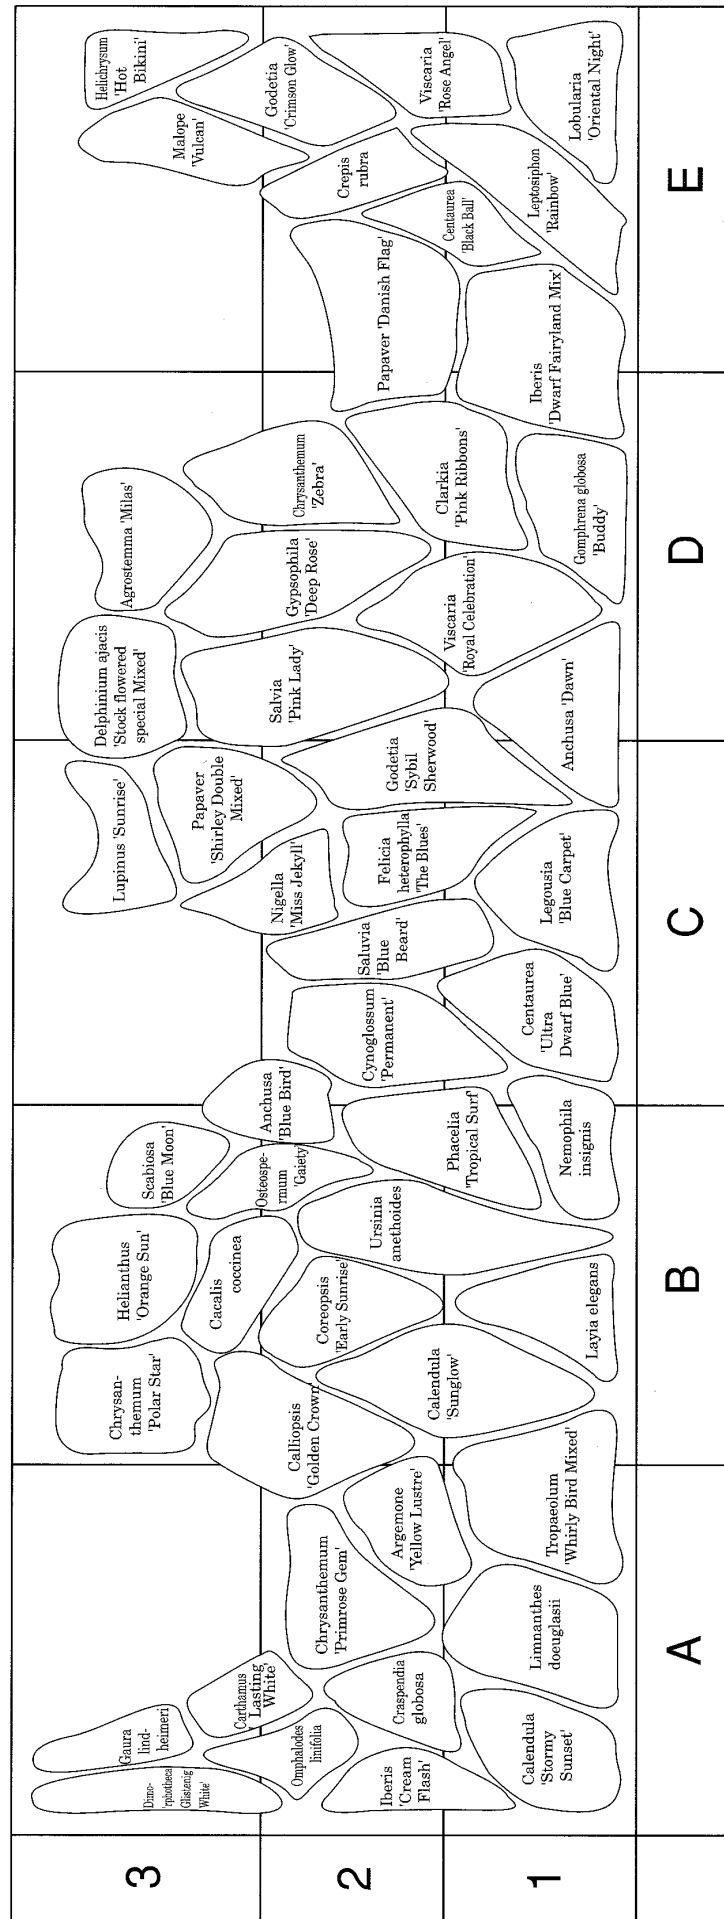 3
2
1
A
B
C
D
E
Dimo-
'rphotheca
Glistenig
White'
Gaura
lind-
heimeri
Carthamus
'Lasting
White'
Omphalodes
linifolia
Iberis
'Cream
Flash'
Craspendia
globosa
Chrysanthemum
'Primrose Gem'
Argemone
'Yellow Lustre'
Calendula
'Stormy
Sunset'
Limnanthes
doeuglasii
Tropaeolum
'Whirly Bird Mixed'
Chrysan-
themum
'Polar Star'
Helianthus
'Orange Sun'
Scabiosa
'Blue Moon'
Calliopsis
'Golden Crown'
Cacalis
coccinea
Osteospe-
rmum
'Gaiety'
Anchusa
'Blue Bird'
Coreopsis
'Early Sunrise'
Ursinia
anethoides
Phacelia
'Tropical Surf'
Calendula
'Sunglow'
Layia elegans
Nemophila
insignis
Lupinus 'Sunrise'
Papaver
'Shirley Double
Mixed'
Nigella
'Miss Jekyll'
Cynoglossum
'Permanent'
Saluvia
'Blue
Beard'
Felicia
heterophylla
'The Blues'
Godetia
'Sybil
Sherwood'
Centaurea
'Ultra
Dwarf Blue'
Legousia
'Blue Carpet'
Delphinium ajacis
'Stock flowered
special Mixed'
Agrostemma 'Milas'
Salvia
'Pink Lady'
Gypsophila
'Deep Rose'
Chrysanthemum
'Zebra'
Viscaria
'Royal Celebration'
Clarkia
'Pink Ribbons'
Anchusa 'Dawn'
Gomphrena globosa
'Buddy'
Papaver 'Danish Flag'
Iberis
'Dwarf Fairyland Mix'
Centaurea
'Black Ball'
Crepis
rubra
Malope
'Vulcan'
Helichrysum
'Hot
Bikini'
Godetia
'Crimson Glow'
Viscaria
'Rose Angel'
Leptosiphon
'Rainbow'
Lobularia
'Oriental Night'